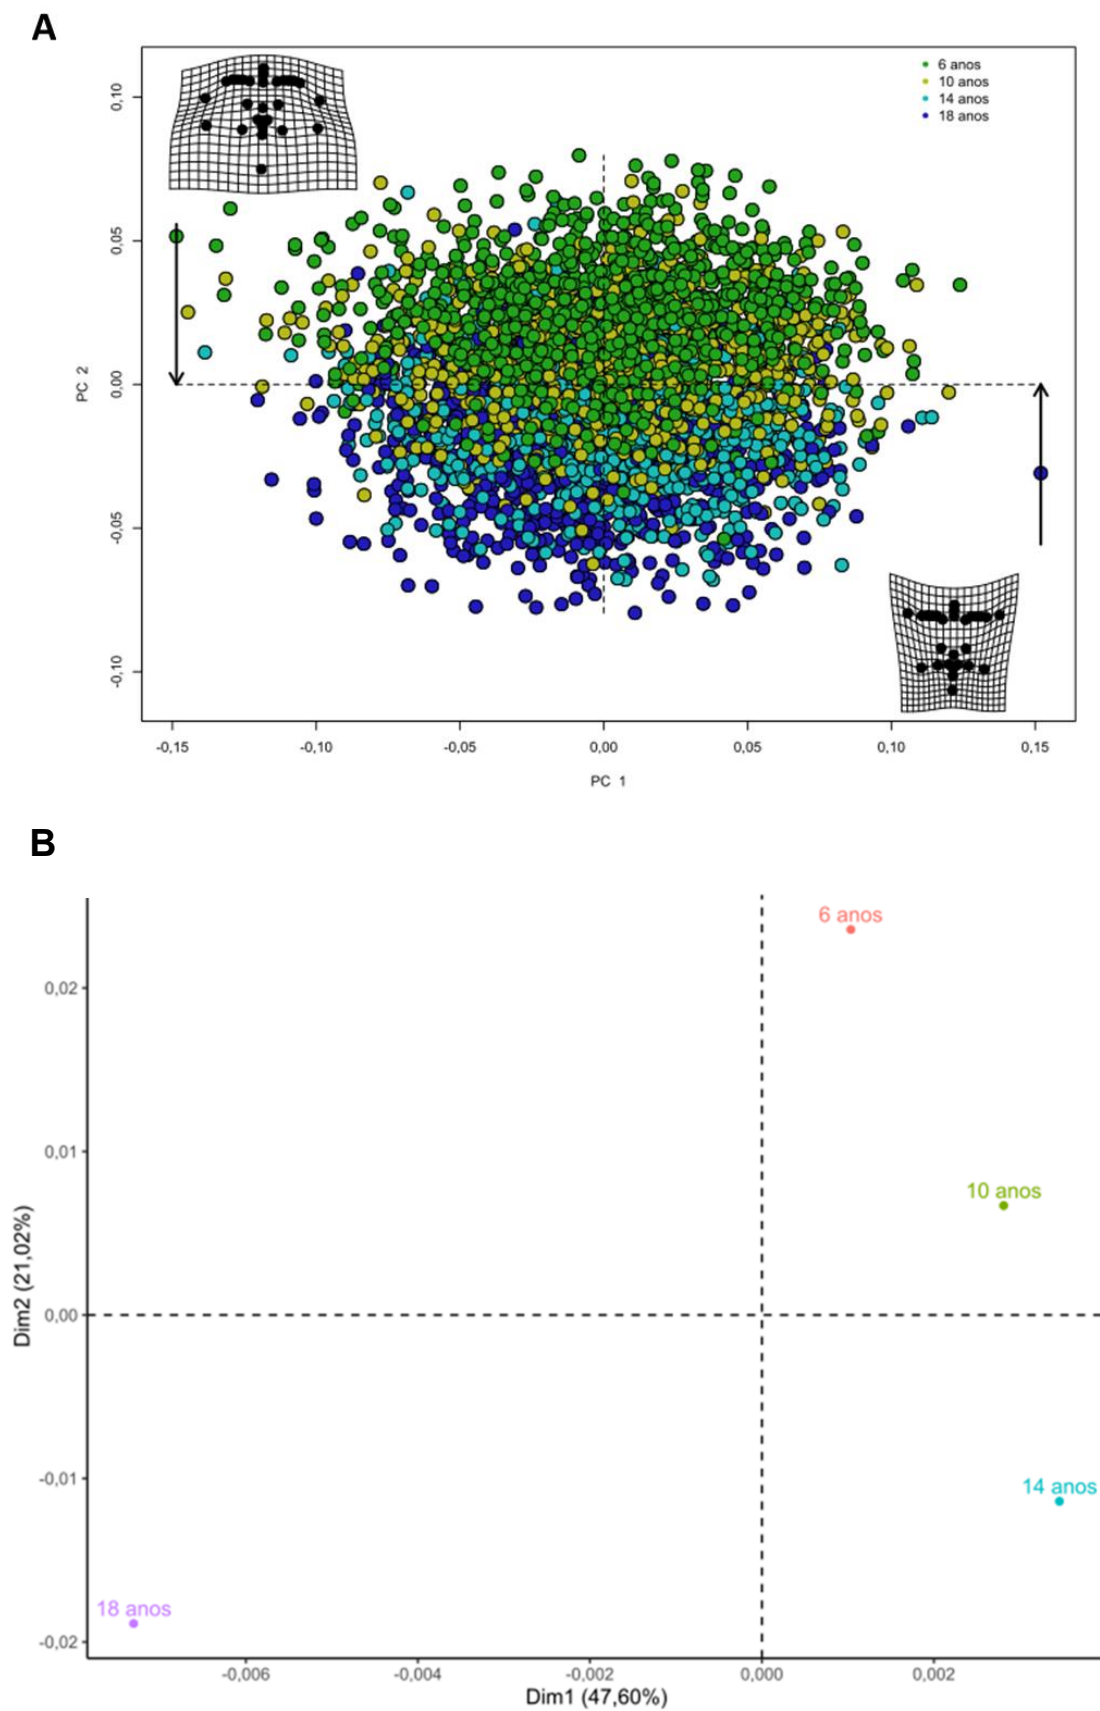 A
6 anos
10 anos
14 anos
18 anos
0,10
0,05
0,00
-0,05
-0,10
PC 2
-0,15
-0,10
-0,05
0,00
0,05
0,10
0,15
PC 1
B
6 anos
10 anos
14 anos
18 anos
0,02
0,01
0,00
-0,01
-0,02
Dim2 (21,02%)
-0,006
-0,004
-0,002
0,000
0,002
Dim1 (47,60%)